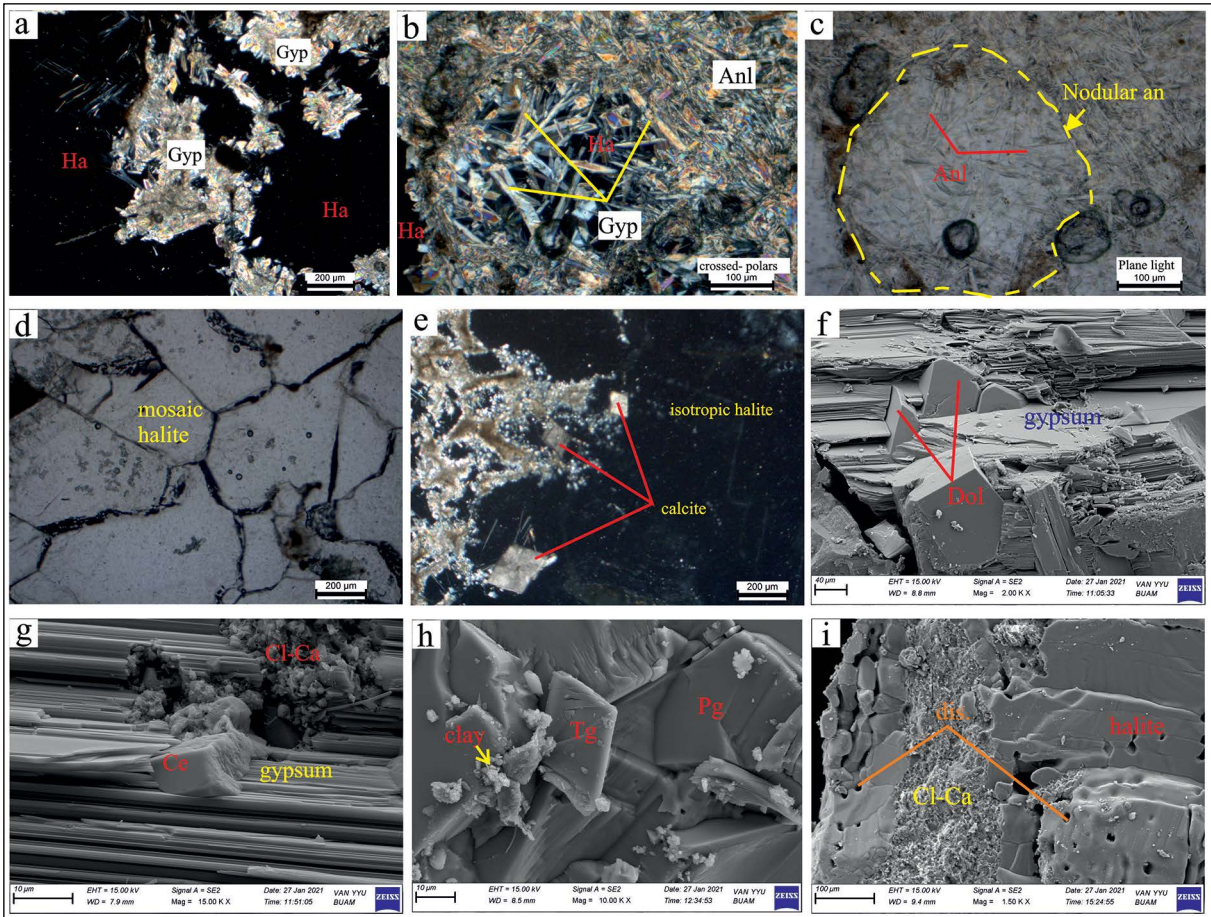 a
Gyp
Gyp
Ha
Ha
200 µm
b
Anl
Ha
Gyp
Ha
crossed- polars
100 µm
c
Nodular an
Anl
Plane light
100 µm
d
mosaic
halite
200 µm
e
isotropic halite
calcite
200 µm
f
gypsum
Dol
40 µm
EHT = 15.00 kV
WD = 8.8 mm
Signal A = SE2
Mag = 2.00 K X
Date: 27 Jan 2021
Time: 11:05:33
VAN YYU
BUAM
ZEISS
g
Cl-Ca
Ce
gypsum
10 µm
EHT = 15.00 kV
WD = 7.9 mm
Signal A = SE2
Mag = 15.00 K X
Date: 27 Jan 2021
Time: 11:51:05
VAN YYU
BUAM
ZEISS
h
Pg
Tg
clay
10 µm
EHT = 15.00 kV
WD = 8.5 mm
Signal A = SE2
Mag = 10.00 K X
Date: 27 Jan 2021
Time: 12:34:53
VAN YYU
BUAM
ZEISS
i
dis.
halite
Cl-Ca
100 µm
EHT = 15.00 kV
WD = 9.4 mm
Signal A = SE2
Mag = 1.50 K X
Date: 27 Jan 2021
Time: 15:24:55
VAN YYU
BUAM
ZEISS